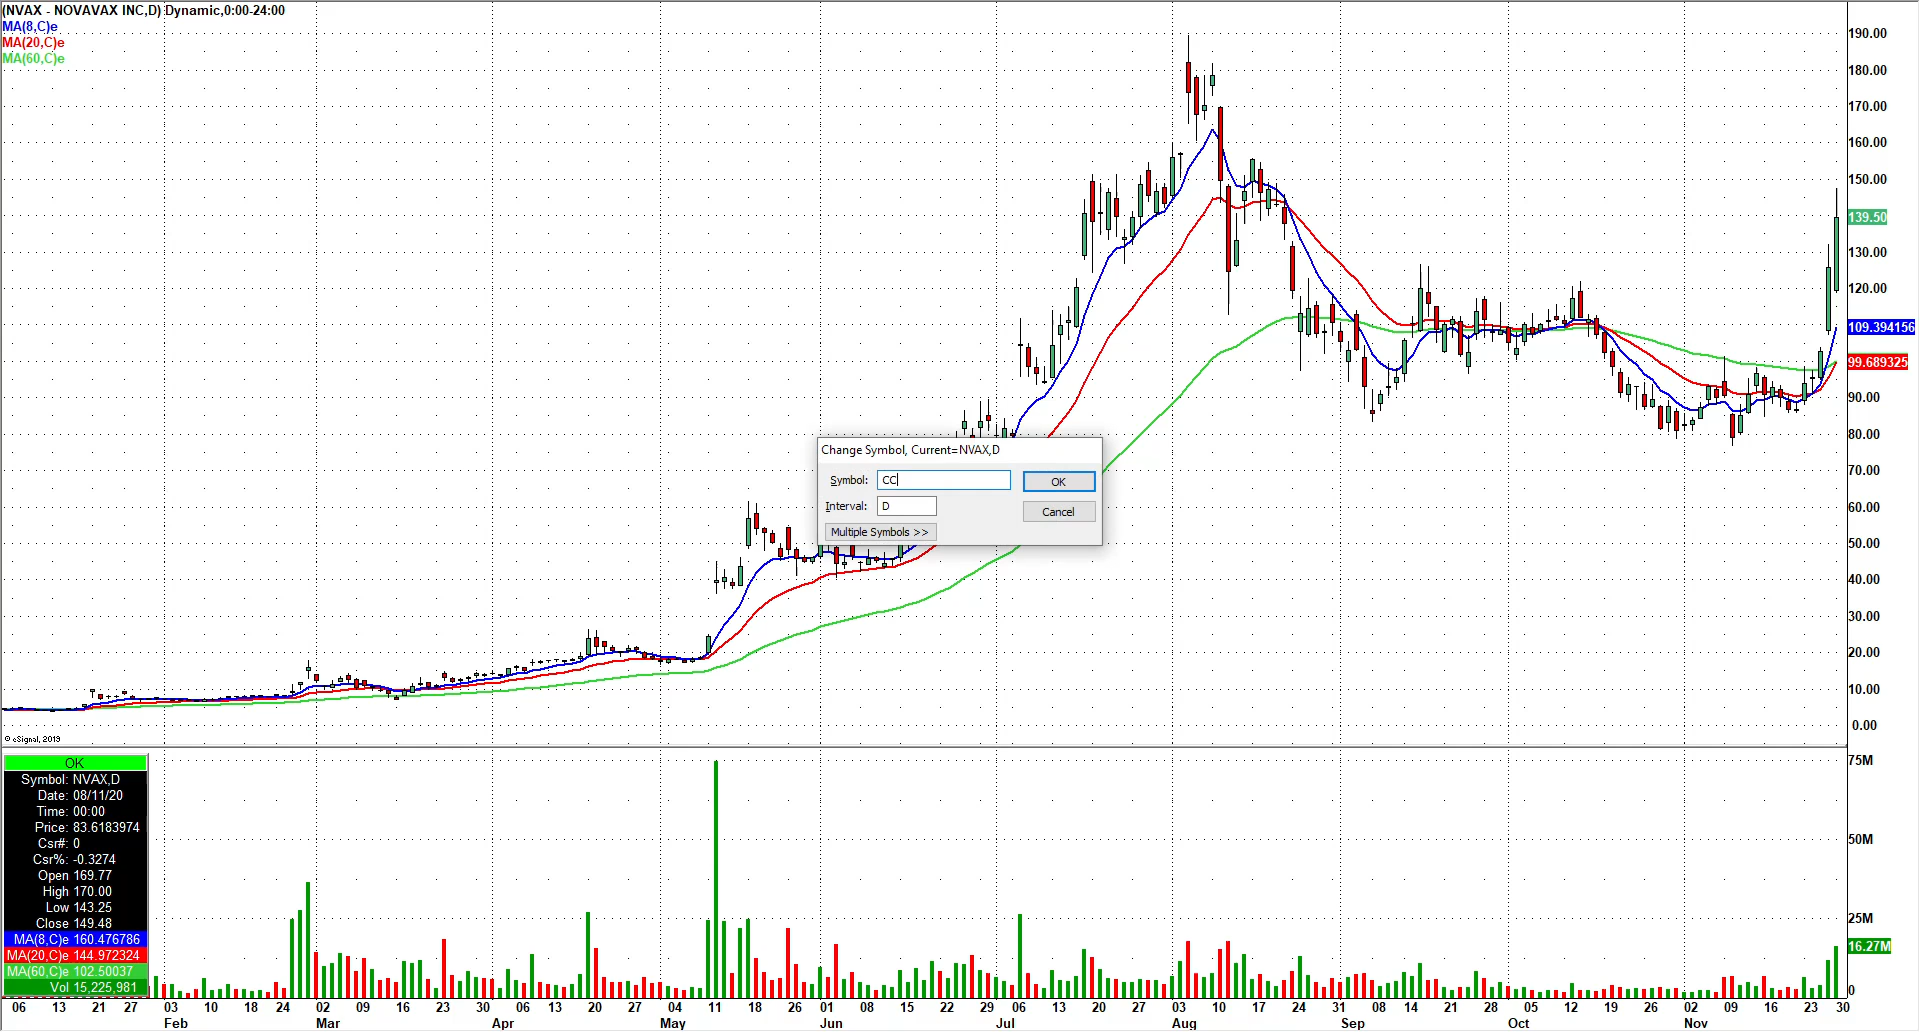 (NVAX - NOVAVAX INC,D) Dynamic,0:00-24:00
MA(8,C)e
MA(20,C)e
MA(60,C)e
190.00
180.00
170.00
160.00
150.00
139.50
130.00
120.00
109.394156
99.689325
90.00
80.00
70.00
60.00
50.00
40.00
30.00
20.00
10.00
0.00
Change Symbol, Current=NVAX,D
Symbol: CC OK
Interval: D Cancel
Multiple Symbols >>
© eSignal, 2019
OK
Symbol: NVAX,D
Date: 08/11/20
Time: 00:00
Price: 83.6183974
Csr#: 0
Csr%: -0.3274
Open 169.77
High 170.00
Low 143.25
Close 149.48
MA(8,C)e 160.476786
MA(20,C)e 144.972324
MA(60,C)e 102.50037
Vol 15,225,981
75M
50M
25M
16.27M
0
06 13 21 27 03 10 18 24 02 09 16 23 30 06 13 20 27 04 11 18 26 01 08 15 22 29 06 13 20 27 03 10 17 24 31 08 14 21 28 05 12 19 26 02 09 16 23 30
Feb Mar Apr May Jun Jul Aug Sep Oct Nov